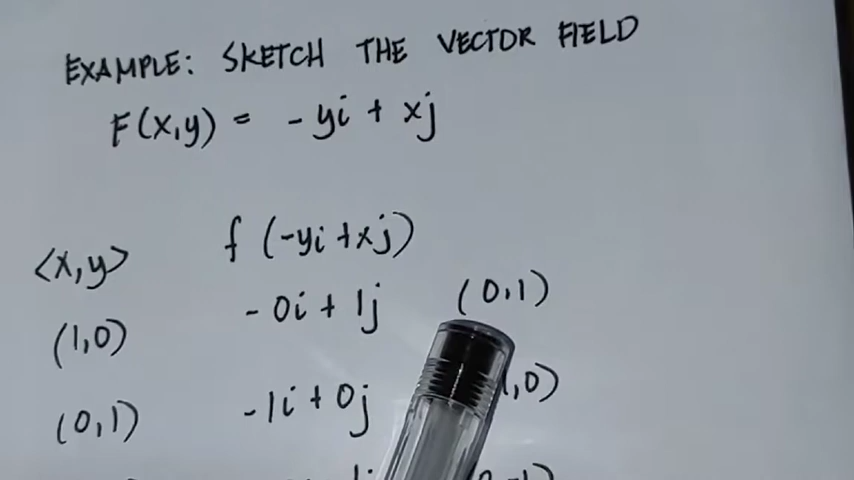 EXAMPLE: SKETCH THE VECTOR FIELD
F(x,y) = -yi + xj
<x,y> f (-yi + xj)
(1,0) -0i + 1j (0,1)
(0,1) -1i + 0j ,0)